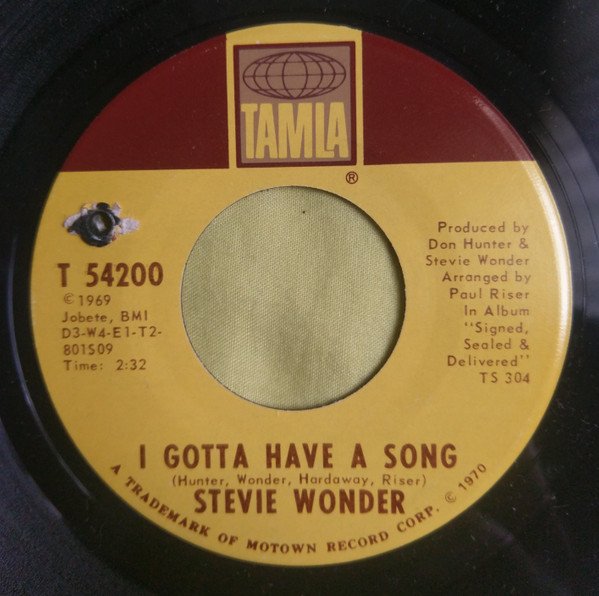 TAMLA
®
T 54200
© 1969
Jobete, BMI
D3-W4-E1-T2-
801S09
Time: 2:32
Produced by
Don Hunter &
Stevie Wonder
Arranged by
Paul Riser
In Album
"Signed,
Sealed &
Delivered"
TS 304
I GOTTA HAVE A SONG
(Hunter, Wonder, Hardaway, Riser)
STEVIE WONDER
A TRADEMARK OF MOTOWN RECORD CORP. © 1970